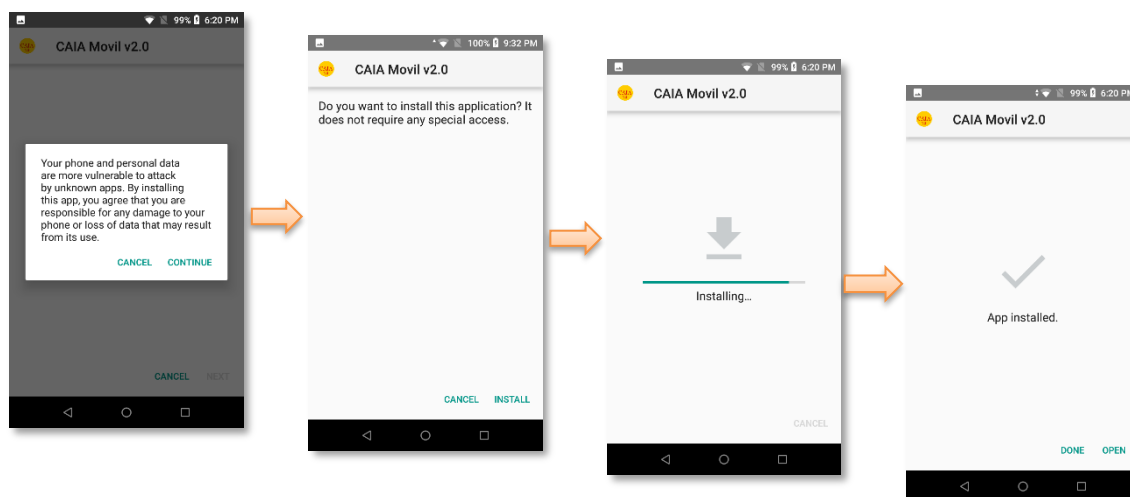 99% 6:20 PM
CAIA Movil v2.0
Your phone and personal data
are more vulnerable to attack
by unknown apps. By installing
this app, you agree that you are
responsible for any damage to your
phone or loss of data that may result
from its use.
CANCEL CONTINUE
CANCEL NEXT
100% 9:32 PM
CAIA Movil v2.0
Do you want to install this application? It
does not require any special access.
CANCEL INSTALL
99% 6:20 PM
CAIA Movil v2.0
Installing...
CANCEL
99% 6:20 PM
CAIA Movil v2.0
App installed.
DONE OPEN